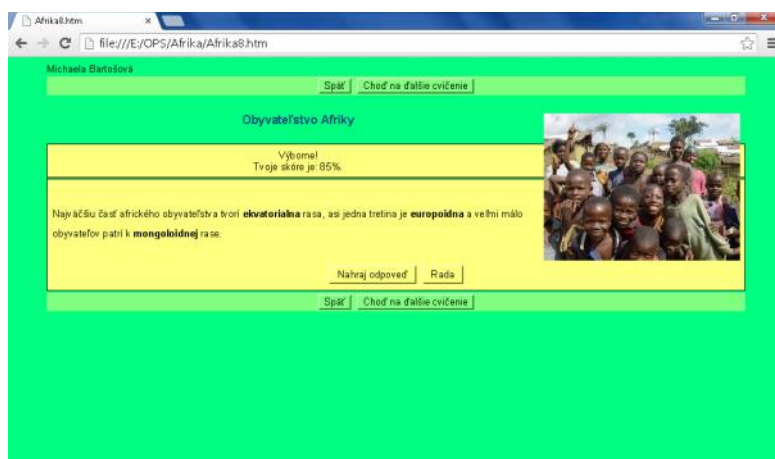 Afrika8.htm
file:///E:/OPS/Afrika/Afrika8.htm
Michaela Bartošová
Späť Choď na ďalšie cvičenie
Obyvateľstvo Afriky
Výborne!
Tvoje skóre je: 85%.
Najväčšiu časť afrického obyvateľstva tvorí ekvatorialna rasa, asi jedna tretina je europoidna a veľmi málo
obyvateľov patrí k mongoloidnej rase.
Nahraj odpoveď Rada
Späť Choď na ďalšie cvičenie